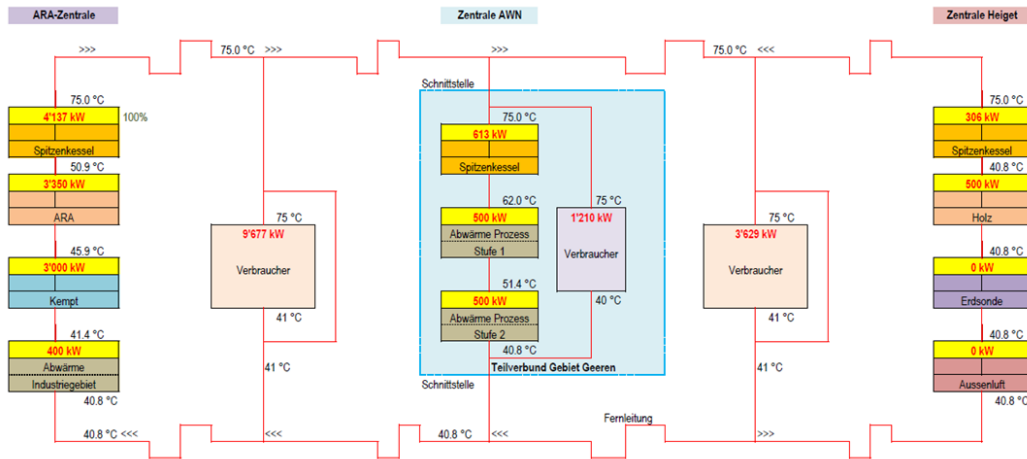 ARA-Zentrale
Zentrale AWN
Zentrale Heiget
>>>
75.0 °C
>>>
>>>
75.0 °C
<<<
Schnittstelle
75.0 °C
4'137 kW
100%
Spitzenkessel
50.9 °C
3'350 kW
ARA
45.9 °C
3'000 kW
Kempt
41.4 °C
400 kW
Abwärme
Industriegebiet
40.8 °C
75 °C
9'677 kW
Verbraucher
41 °C
41 °C
75.0 °C
613 kW
Spitzenkessel
62.0 °C
500 kW
Abwärme Prozess
Stufe 1
51.4 °C
500 kW
Abwärme Prozess
Stufe 2
40.8 °C
75 °C
1'210 kW
Verbraucher
40 °C
Teilverbund Gebiet Geeren
Schnittstelle
75 °C
3'629 kW
Verbraucher
41 °C
41 °C
75.0 °C
306 kW
Spitzenkessel
40.8 °C
500 kW
Holz
40.8 °C
0 kW
Erdsonde
40.8 °C
0 kW
Aussenluft
40.8 °C
Fernleitung
40.8 °C
<<<
<<<
40.8 °C
<<<
>>>